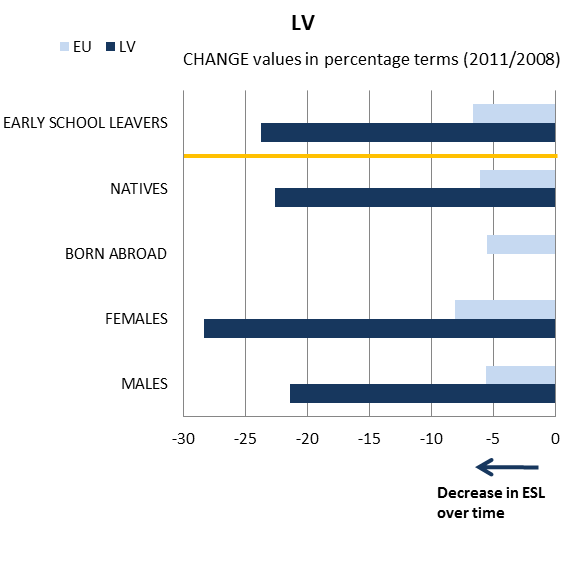 LV
EU LV
CHANGE values in percentage terms (2011/2008)
EARLY SCHOOL LEAVERS
NATIVES
BORN ABROAD
FEMALES
MALES
-30 -25 -20 -15 -10 -5 0
Decrease in ESL
over time